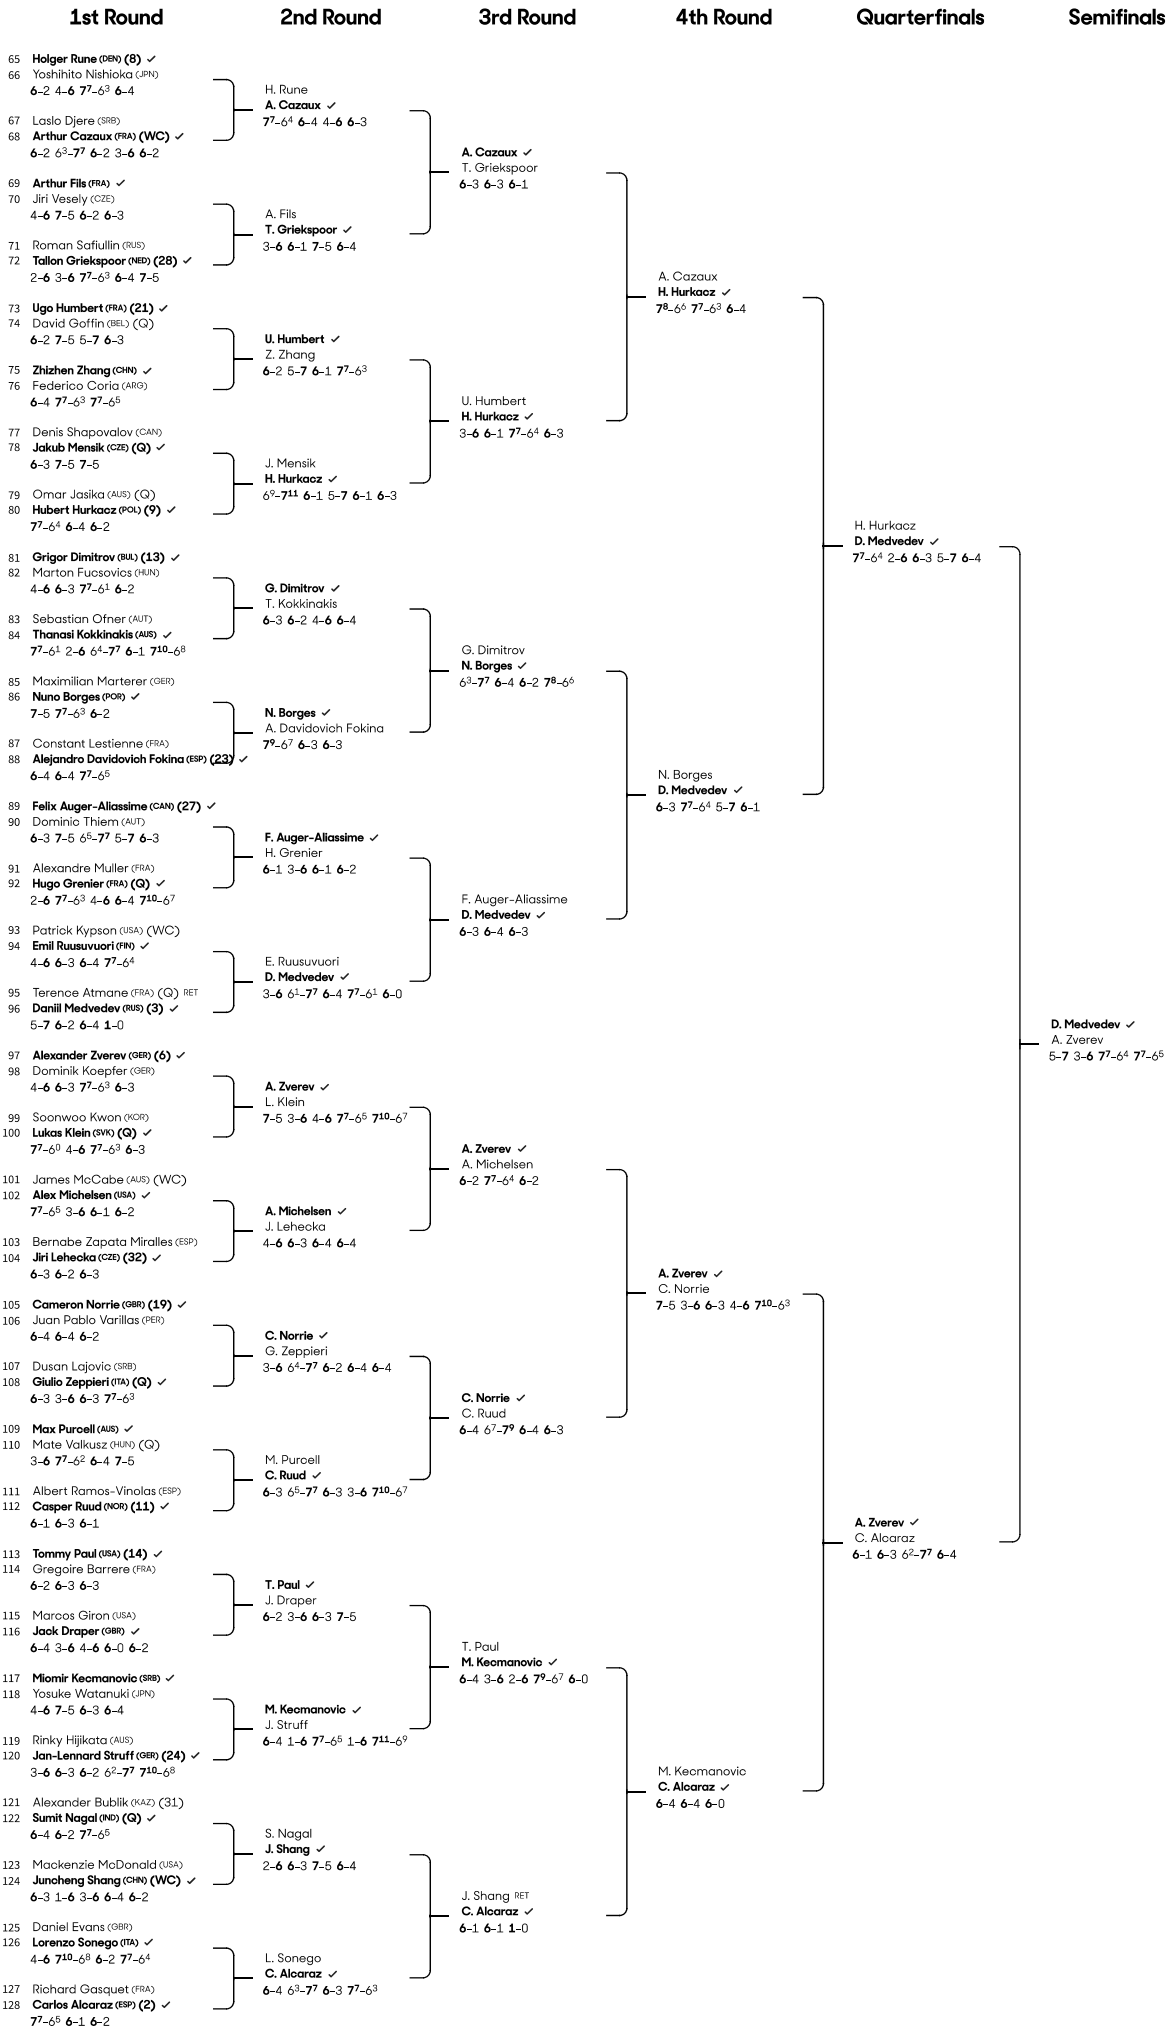 1st Round
2nd Round
3rd Round
4th Round
Quarterfinals
Semifinals
65 Holger Rune (DEN) (8) ✓
66 Yoshihito Nishioka (JPN)
6–2 4–6 7⁷–6³ 6–4
67 Laslo Djere (SRB)
68 Arthur Cazaux (FRA) (WC) ✓
6–2 6³–7⁷ 6–2 3–6 6–2
69 Arthur Fils (FRA) ✓
70 Jiri Vesely (CZE)
4–6 7–5 6–2 6–3
71 Roman Safiullin (RUS)
72 Tallon Griekspoor (NED) (28) ✓
2–6 3–6 7⁷–6³ 6–4 7–5
73 Ugo Humbert (FRA) (21) ✓
74 David Goffin (BEL) (Q)
6–2 7–5 5–7 6–3
75 Zhizhen Zhang (CHN) ✓
76 Federico Coria (ARG)
6–4 7⁷–6³ 7⁷–6⁵
77 Denis Shapovalov (CAN)
78 Jakub Mensik (CZE) (Q) ✓
6–3 7–5 7–5
79 Omar Jasika (AUS) (Q)
80 Hubert Hurkacz (POL) (9) ✓
7⁷–6⁴ 6–4 6–2
81 Grigor Dimitrov (BUL) (13) ✓
82 Marton Fucsovics (HUN)
4–6 6–3 7⁷–6¹ 6–2
83 Sebastian Ofner (AUT)
84 Thanasi Kokkinakis (AUS) ✓
7⁷–6¹ 2–6 6⁴–7⁷ 6–1 7¹⁰–6⁸
85 Maximilian Marterer (GER)
86 Nuno Borges (POR) ✓
7–5 7⁷–6³ 6–2
87 Constant Lestienne (FRA)
88 Alejandro Davidovich Fokina (ESP) (23) ✓
6–4 6–4 7⁷–6⁵
89 Felix Auger-Aliassime (CAN) (27) ✓
90 Dominic Thiem (AUT)
6–3 7–5 6⁵–7⁷ 5–7 6–3
91 Alexandre Muller (FRA)
92 Hugo Grenier (FRA) (Q) ✓
2–6 7⁷–6³ 4–6 6–4 7¹⁰–6⁷
93 Patrick Kypson (USA) (WC)
94 Emil Ruusuvuori (FIN) ✓
4–6 6–3 6–4 7⁷–6⁴
95 Terence Atmane (FRA) (Q) RET
96 Daniil Medvedev (RUS) (3) ✓
5–7 6–2 6–4 1–0
97 Alexander Zverev (GER) (6) ✓
98 Dominik Koepfer (GER)
4–6 6–3 7⁷–6³ 6–3
99 Soonwoo Kwon (KOR)
100 Lukas Klein (SVK) (Q) ✓
7⁷–6⁰ 4–6 7⁷–6³ 6–3
101 James McCabe (AUS) (WC)
102 Alex Michelsen (USA) ✓
7⁷–6⁵ 3–6 6–1 6–2
103 Bernabe Zapata Miralles (ESP)
104 Jiri Lehecka (CZE) (32) ✓
6–3 6–2 6–3
105 Cameron Norrie (GBR) (19) ✓
106 Juan Pablo Varillas (PER)
6–4 6–4 6–2
107 Dusan Lajovic (SRB)
108 Giulio Zeppieri (ITA) (Q) ✓
6–3 3–6 6–3 7⁷–6³
109 Max Purcell (AUS) ✓
110 Mate Valkusz (HUN) (Q)
3–6 7⁷–6² 6–4 7–5
111 Albert Ramos-Vinolas (ESP)
112 Casper Ruud (NOR) (11) ✓
6–1 6–3 6–1
113 Tommy Paul (USA) (14) ✓
114 Gregoire Barrere (FRA)
6–2 6–3 6–3
115 Marcos Giron (USA)
116 Jack Draper (GBR) ✓
6–4 3–6 4–6 6–0 6–2
117 Miomir Kecmanovic (SRB) ✓
118 Yosuke Watanuki (JPN)
4–6 7–5 6–3 6–4
119 Rinky Hijikata (AUS)
120 Jan-Lennard Struff (GER) (24) ✓
3–6 6–3 6–2 6²–7⁷ 7¹⁰–6⁸
121 Alexander Bublik (KAZ) (31)
122 Sumit Nagal (IND) (Q) ✓
6–4 6–2 7⁷–6⁵
123 Mackenzie McDonald (USA)
124 Juncheng Shang (CHN) (WC) ✓
6–3 1–6 3–6 6–4 6–2
125 Daniel Evans (GBR)
126 Lorenzo Sonego (ITA) ✓
4–6 7¹⁰–6⁸ 6–2 7⁷–6⁴
127 Richard Gasquet (FRA)
128 Carlos Alcaraz (ESP) (2) ✓
7⁷–6⁵ 6–1 6–2
H. Rune
A. Cazaux ✓
7⁷–6⁴ 6–4 4–6 6–3
A. Fils
T. Griekspoor ✓
3–6 6–1 7–5 6–4
U. Humbert ✓
Z. Zhang
6–2 5–7 6–1 7⁷–6³
J. Mensik
H. Hurkacz ✓
6⁹–7¹¹ 6–1 5–7 6–1 6–3
G. Dimitrov ✓
T. Kokkinakis
6–3 6–2 4–6 6–4
N. Borges ✓
A. Davidovich Fokina
7⁹–6⁷ 6–3 6–3
F. Auger-Aliassime ✓
H. Grenier
6–1 3–6 6–1 6–2
E. Ruusuvuori
D. Medvedev ✓
3–6 6¹–7⁷ 6–4 7⁷–6¹ 6–0
A. Zverev ✓
L. Klein
7–5 3–6 4–6 7⁷–6⁵ 7¹⁰–6⁷
A. Michelsen ✓
J. Lehecka
4–6 6–3 6–4 6–4
C. Norrie ✓
G. Zeppieri
3–6 6⁴–7⁷ 6–2 6–4 6–4
M. Purcell
C. Ruud ✓
6–3 6⁵–7⁷ 6–3 3–6 7¹⁰–6⁷
T. Paul ✓
J. Draper
6–2 3–6 6–3 7–5
M. Kecmanovic ✓
J. Struff
6–4 1–6 7⁷–6⁵ 1–6 7¹¹–6⁹
S. Nagal
J. Shang ✓
2–6 6–3 7–5 6–4
L. Sonego
C. Alcaraz ✓
6–4 6³–7⁷ 6–3 7⁷–6³
A. Cazaux ✓
T. Griekspoor
6–3 6–3 6–1
U. Humbert
H. Hurkacz ✓
3–6 6–1 7⁷–6⁴ 6–3
G. Dimitrov
N. Borges ✓
6³–7⁷ 6–4 6–2 7⁸–6⁶
F. Auger-Aliassime
D. Medvedev ✓
6–3 6–4 6–3
A. Zverev ✓
A. Michelsen
6–2 7⁷–6⁴ 6–2
C. Norrie ✓
C. Ruud
6–4 6⁷–7⁹ 6–4 6–3
T. Paul
M. Kecmanovic ✓
6–4 3–6 2–6 7⁹–6⁷ 6–0
J. Shang RET
C. Alcaraz ✓
6–1 6–1 1–0
A. Cazaux
H. Hurkacz ✓
7⁸–6⁶ 7⁷–6³ 6–4
N. Borges
D. Medvedev ✓
6–3 7⁷–6⁴ 5–7 6–1
A. Zverev ✓
C. Norrie
7–5 3–6 6–3 4–6 7¹⁰–6³
M. Kecmanovic
C. Alcaraz ✓
6–4 6–4 6–0
H. Hurkacz
D. Medvedev ✓
7⁷–6⁴ 2–6 6–3 5–7 6–4
A. Zverev ✓
C. Alcaraz
6–1 6–3 6²–7⁷ 6–4
D. Medvedev ✓
A. Zverev
5–7 3–6 7⁷–6⁴ 7⁷–6⁵